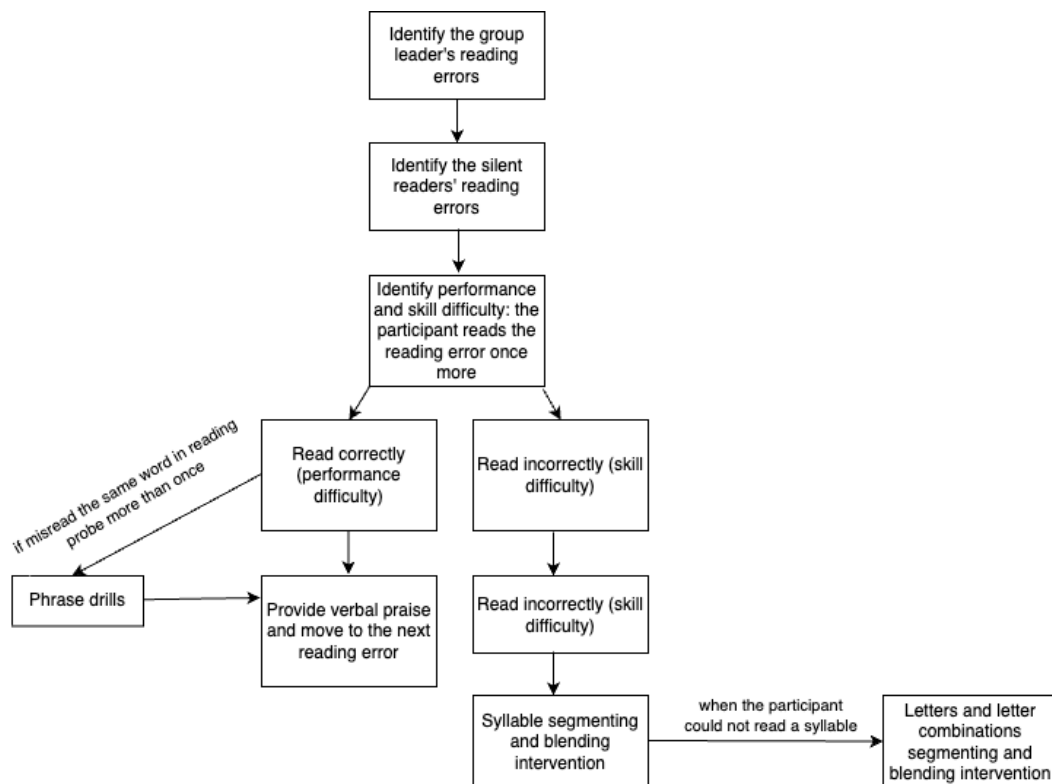 Identify the group
leader's reading
errors
Identify the silent
readers' reading
errors
Identify performance
and skill difficulty: the
participant reads the
reading error once
more
if misread the same word in reading
probe more than once
Read correctly
(performance
difficulty)
Read incorrectly (skill
difficulty)
Phrase drills
Provide verbal praise
and move to the next
reading error
Read incorrectly (skill
difficulty)
Syllable segmenting
and blending
intervention
when the participant
could not read a syllable
Letters and letter
combinations
segmenting and
blending intervention